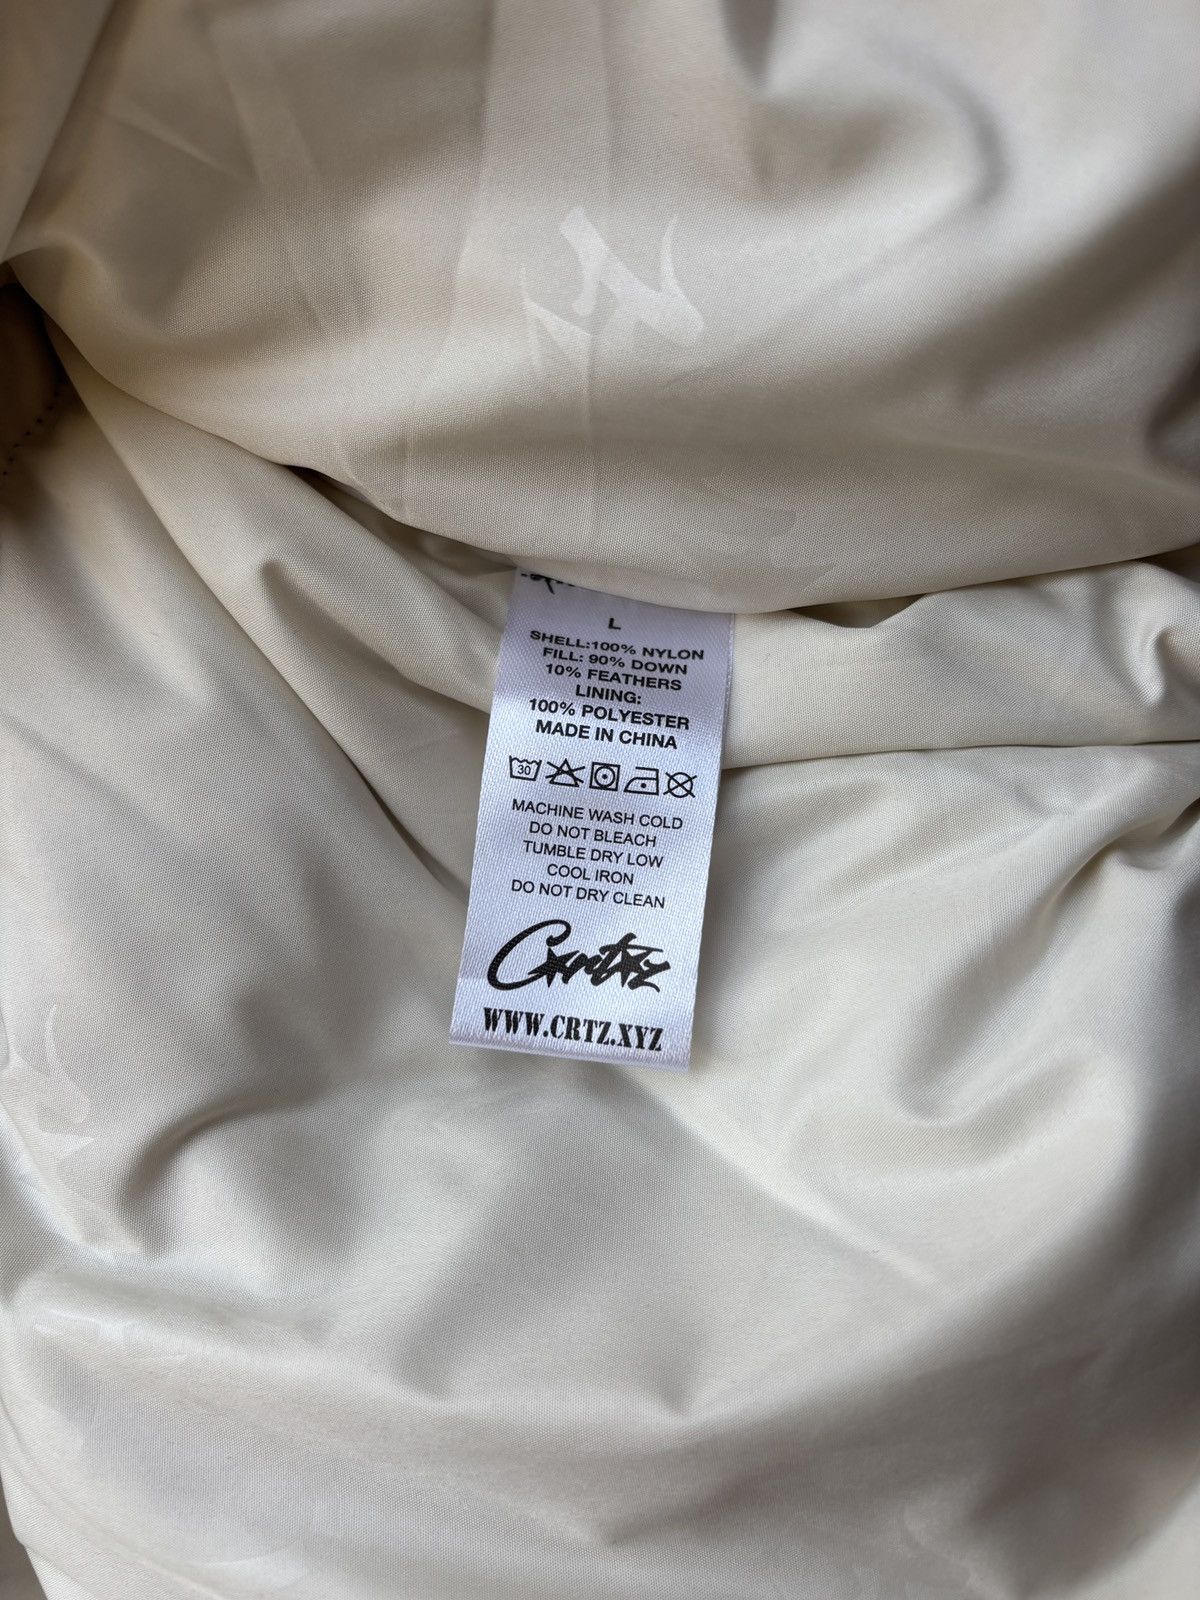 L
SHELL:100% NYLON
FILL: 90% DOWN
10% FEATHERS
LINING:
100% POLYESTER
MADE IN CHINA
30
MACHINE WASH COLD
DO NOT BLEACH
TUMBLE DRY LOW
COOL IRON
DO NOT DRY CLEAN
Crtz
WWW.CRTZ.XYZ